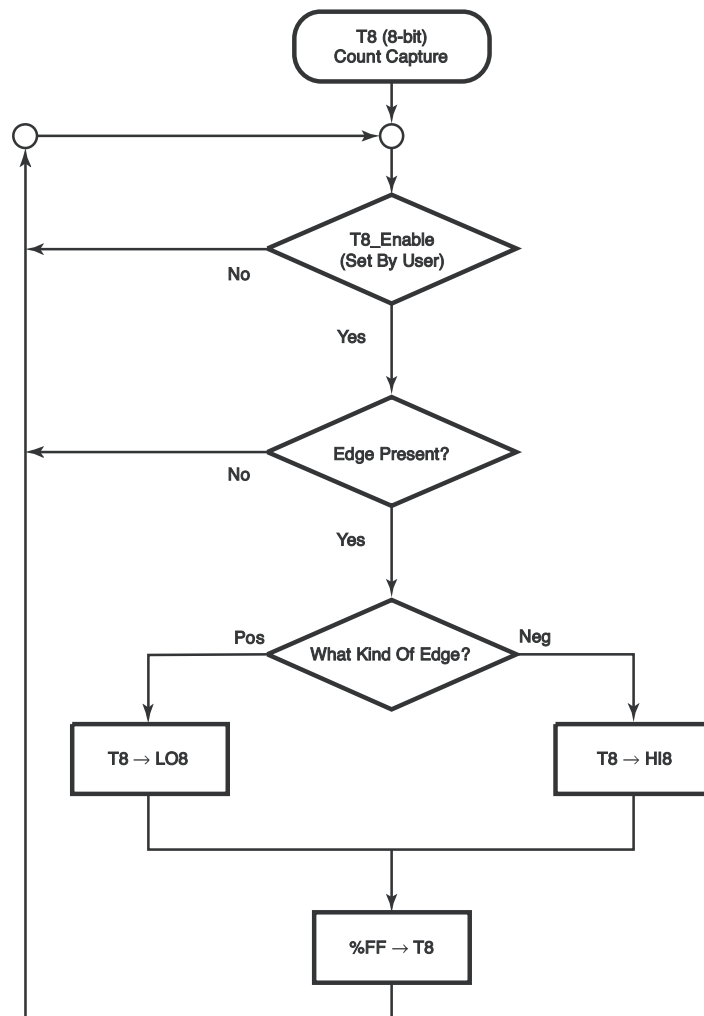 T8 (8-bit)
Count Capture
T8_Enable
(Set By User)
No
Yes
Edge Present?
No
Yes
Pos
What Kind Of Edge?
Neg
T8 → LO8
T8 → HI8
%FF → T8